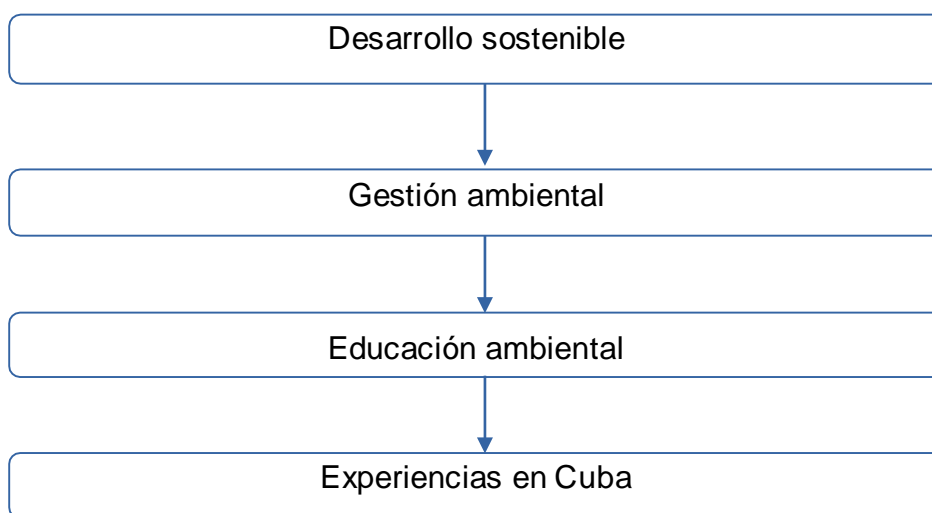 Desarrollo sostenible
Gestión ambiental
Educación ambiental
Experiencias en Cuba